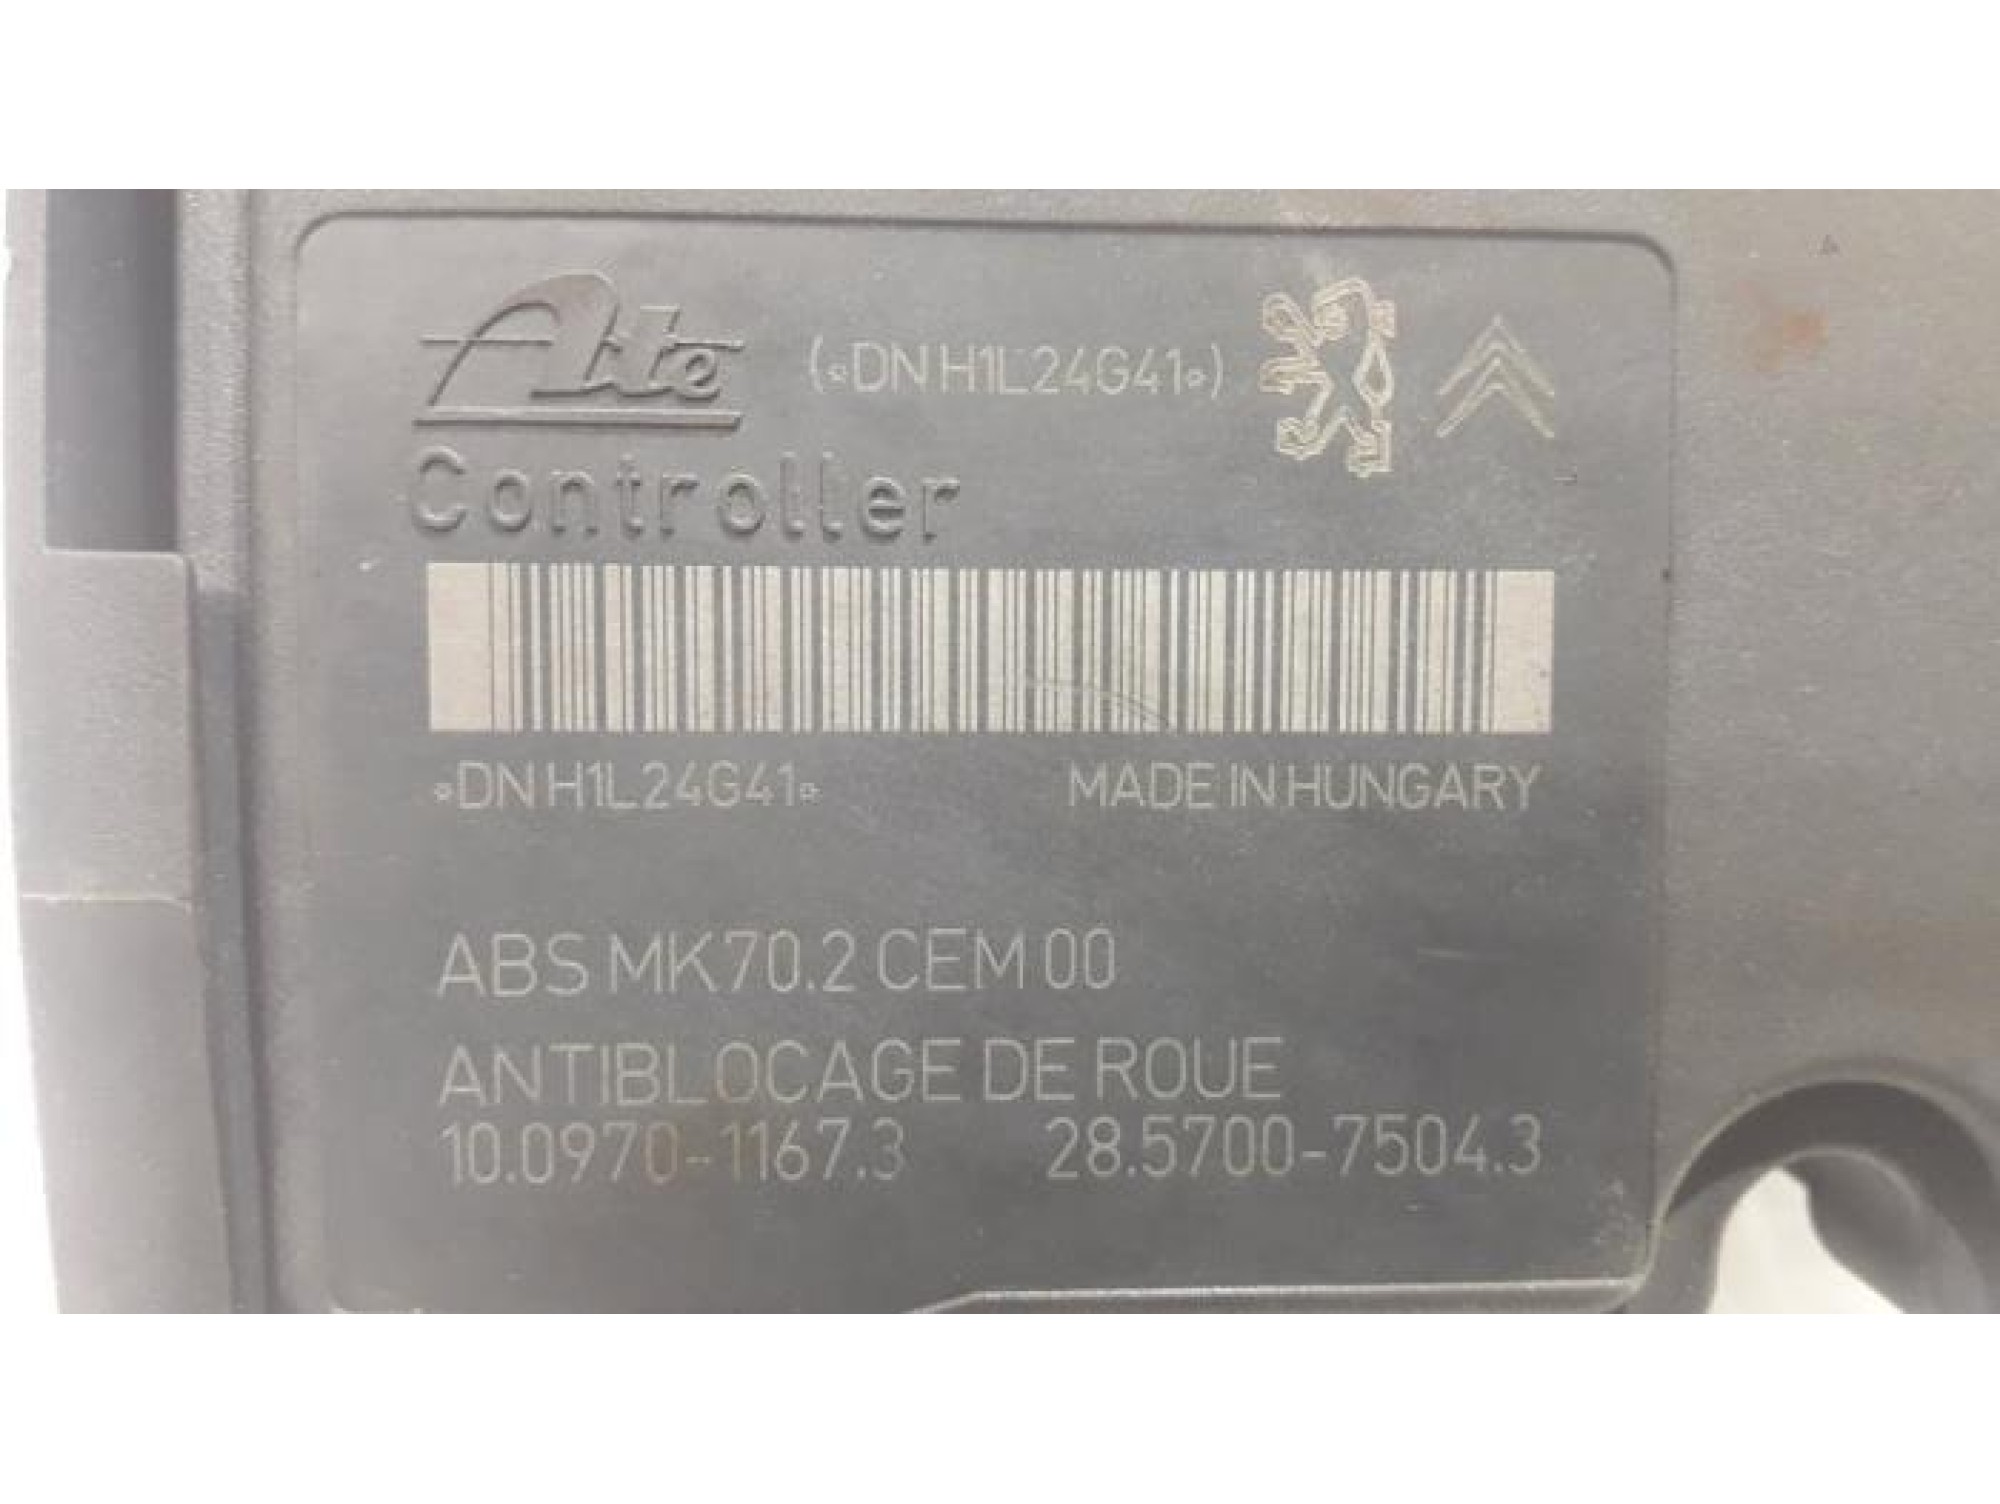 Ate (*DN H1L24G41*)
Controller
*DN H1L24G41* MADE IN HUNGARY
ABS MK70.2 CEM 00
ANTIBLOCAGE DE ROUE
10.0970-1167.3 28.5700-7504.3